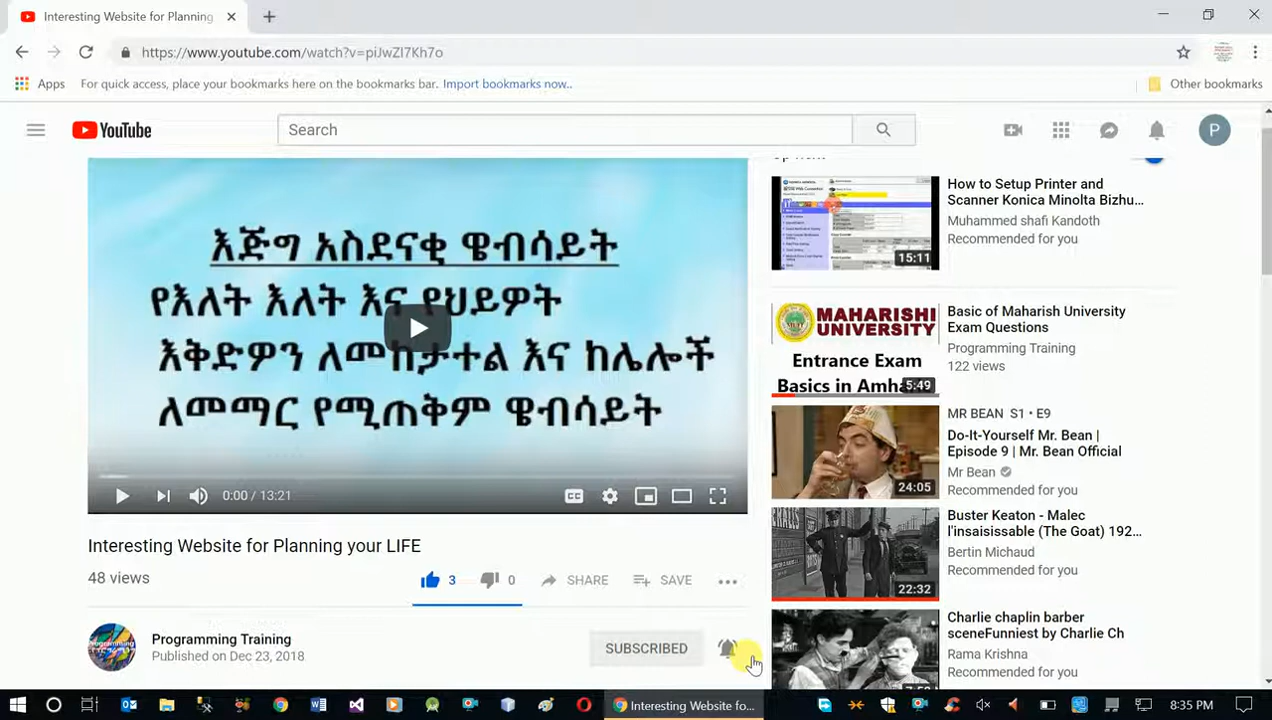 Interesting Website for Planning
https://www.youtube.com/watch?v=piJwZI7Kh7o
Apps For quick access, place your bookmarks here on the bookmarks bar. Import bookmarks now.. Other bookmarks
YouTube
Search
P
እጅግ አስደናቂ ዌብሳይት
የእለት እለት እና የህይዎት
እቅድዎን ለመከታተል እና ከሌሎች
ለመማር የሚጠቅም ዌብሳይት
0:00 / 13:21
CC
Interesting Website for Planning your LIFE
48 views
3
0
SHARE
SAVE
Programming Training
Published on Dec 23, 2018
SUBSCRIBED
15:11
How to Setup Printer and
Scanner Konica Minolta Bizhu...
Muhammed shafi Kandoth
Recommended for you
MAHARISHI
UNIVERSITY
Entrance Exam
5:49
Basic of Maharish University
Exam Questions
Programming Training
122 views
24:05
MR BEAN S1 • E9
Do-It-Yourself Mr. Bean |
Episode 9 | Mr. Bean Official
Mr Bean
Recommended for you
22:32
Buster Keaton - Malec
l'insaisissable (The Goat) 192...
Bertin Michaud
Recommended for you
Charlie chaplin barber
sceneFunniest by Charlie Ch
Rama Krishna
Recommended for you
Interesting Website fo...
8:35 PM